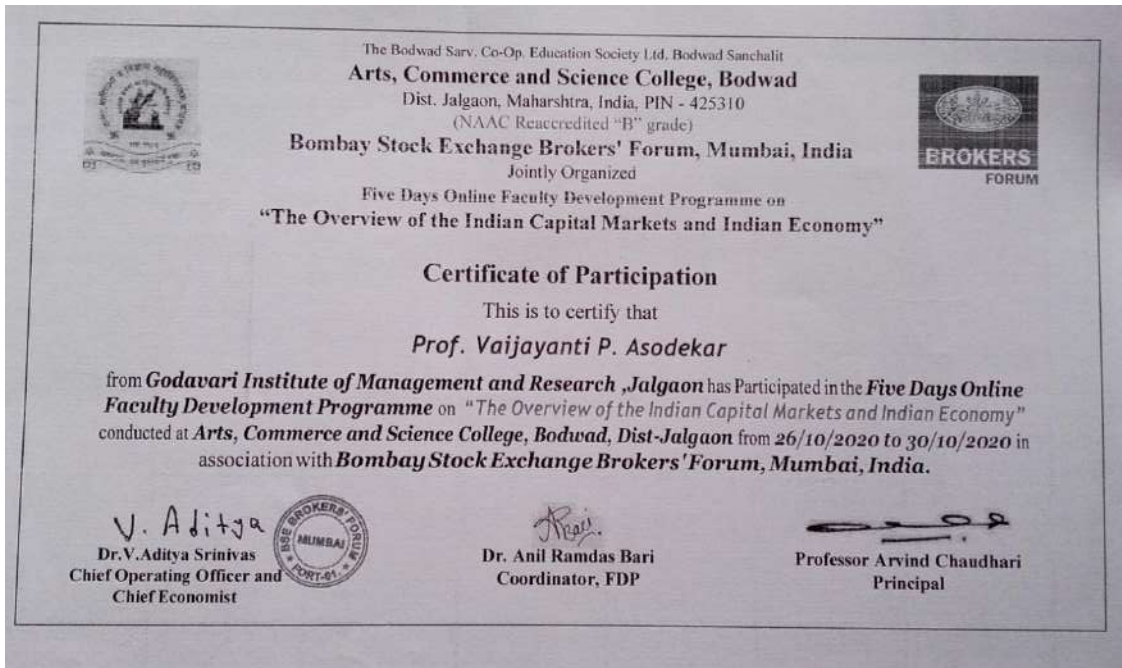 The Bodwad Sarv. Co-Op. Education Society Ltd. Bodwad Sanchalit
Arts, Commerce and Science College, Bodwad
Dist. Jalgaon, Maharshtra, India, PIN - 425310
(NAAC Reaccredited “B” grade)
Bombay Stock Exchange Brokers' Forum, Mumbai, India
Jointly Organized
BROKERS
FORUM
Five Days Online Faculty Development Programme on
“The Overview of the Indian Capital Markets and Indian Economy”
Certificate of Participation
This is to certify that
Prof. Vaijayanti P. Asodekar
from Godavari Institute of Management and Research ,Jalgaon has Participated in the Five Days Online
Faculty Development Programme on "The Overview of the Indian Capital Markets and Indian Economy"
conducted at Arts, Commerce and Science College, Bodwad, Dist-Jalgaon from 26/10/2020 to 30/10/2020 in
association with Bombay Stock Exchange Brokers' Forum, Mumbai, India.
V. Aditya
Dr.V.Aditya Srinivas
Chief Operating Officer and
Chief Economist
BSE BROKERS' FORUM
MUMBAI
PORT-01.
Dr. Anil Ramdas Bari
Coordinator, FDP
Professor Arvind Chaudhari
Principal